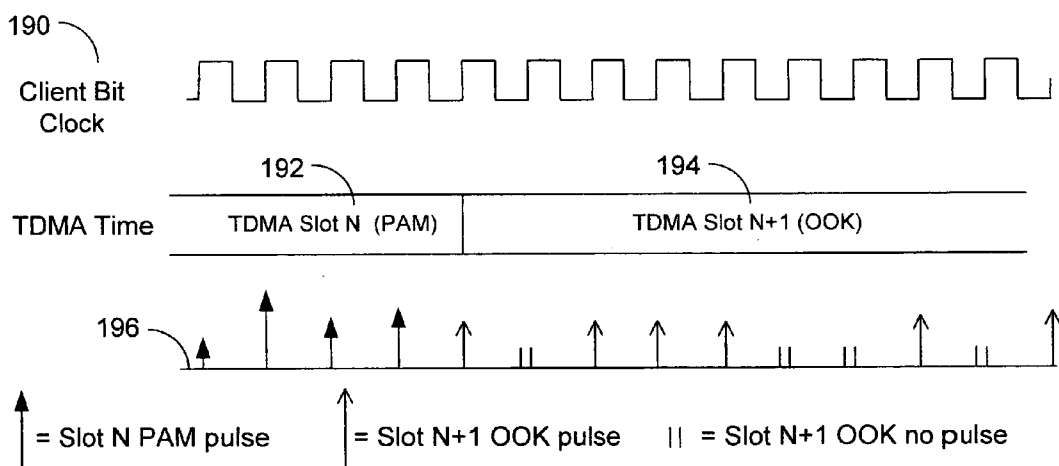 190
Client Bit
Clock
192
194
TDMA Time
TDMA Slot N (PAM)
TDMA Slot N+1 (OOK)
196
= Slot N PAM pulse
= Slot N+1 OOK pulse
|| = Slot N+1 OOK no pulse